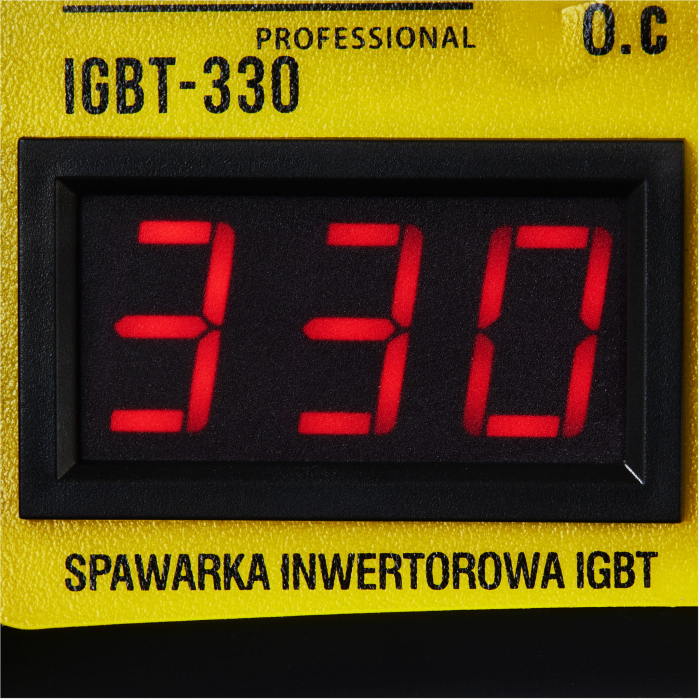 PROFESSIONAL
O.C
IGBT-330
330
SPAWARKA INWERTOROWA IGBT